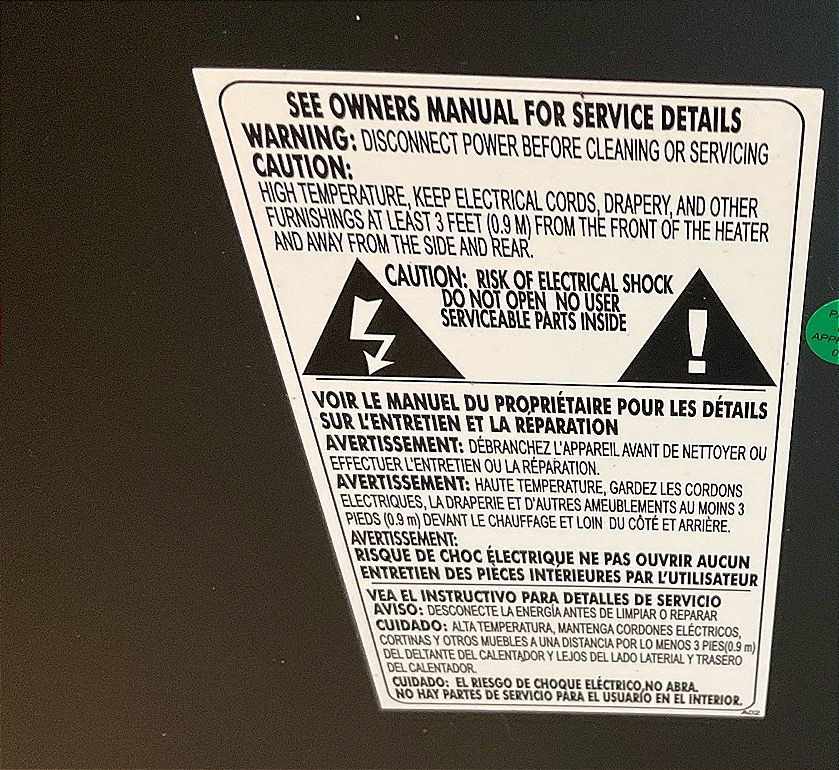 SEE OWNERS MANUAL FOR SERVICE DETAILS
WARNING: DISCONNECT POWER BEFORE CLEANING OR SERVICING
CAUTION:
HIGH TEMPERATURE, KEEP ELECTRICAL CORDS, DRAPERY, AND OTHER
FURNISHINGS AT LEAST 3 FEET (0.9 M) FROM THE FRONT OF THE HEATER
AND AWAY FROM THE SIDE AND REAR.
CAUTION: RISK OF ELECTRICAL SHOCK
DO NOT OPEN NO USER
SERVICEABLE PARTS INSIDE
!
VOIR LE MANUEL DU PROPRIÉTAIRE POUR LES DÉTAILS
SUR L'ENTRETIEN ET LA RÉPARATION
AVERTISSEMENT: DÉBRANCHEZ L'APPAREIL AVANT DE NETTOYER OU
EFFECTUER L'ENTRETIEN OU LA RÉPARATION.
AVERTISSEMENT: HAUTE TEMPERATURE, GARDEZ LES CORDONS
ELECTRIQUES, LA DRAPERIE ET D'AUTRES AMEUBLEMENTS AU MOINS 3
PIEDS (0.9 m) DEVANT LE CHAUFFAGE ET LOIN DU CÔTÉ ET ARRIÈRE.
AVERTISSEMENT:
RISQUE DE CHOC ÉLECTRIQUE NE PAS OUVRIR AUCUN
ENTRETIEN DES PIÈCES INTÉRIEURES PAR L'UTILISATEUR
VEA EL INSTRUCTIVO PARA DETALLES DE SERVICIO
AVISO: DESCONECTE LA ENERGÍA ANTES DE LIMPIAR O REPARAR
CUIDADO: ALTA TEMPERATURA, MANTENGA CORDONES ELÉCTRICOS,
CORTINAS Y OTROS MUEBLES A UNA DISTANCIA POR LO MENOS 3 PIES(0.9 m)
DEL DELTANTE DEL CALENTADOR Y LEJOS DEL LADO LATERIAL Y TRASERO
DEL CALENTADOR.
CUIDADO: EL RIESGO DE CHOQUE ELÉCTRICO,NO ABRA.
NO HAY PARTES DE SERVICIO PARA EL USUARÍO EN EL INTERIOR.